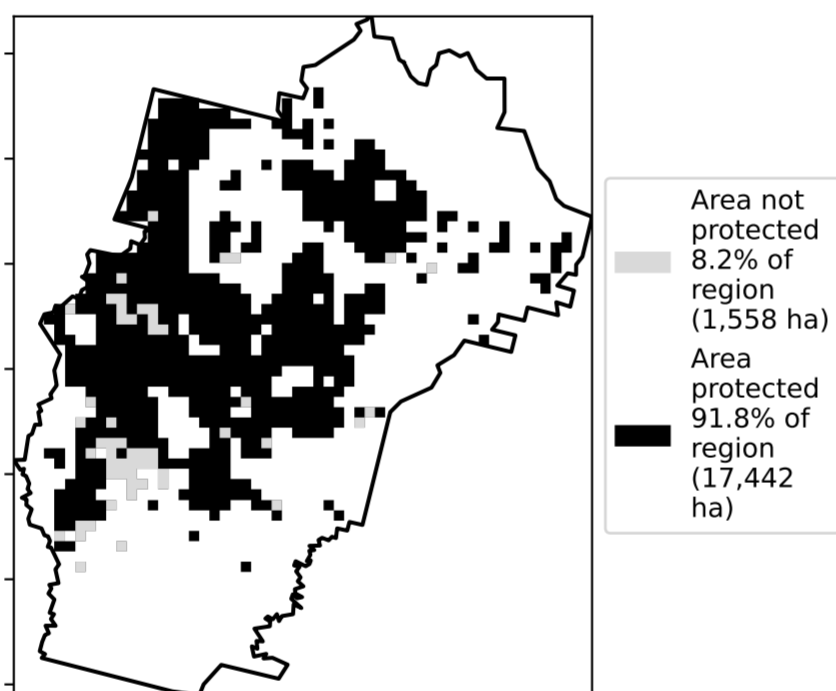 Area not
protected
8.2% of
region
(1,558 ha)
Area
protected
91.8% of
region
(17,442
ha)